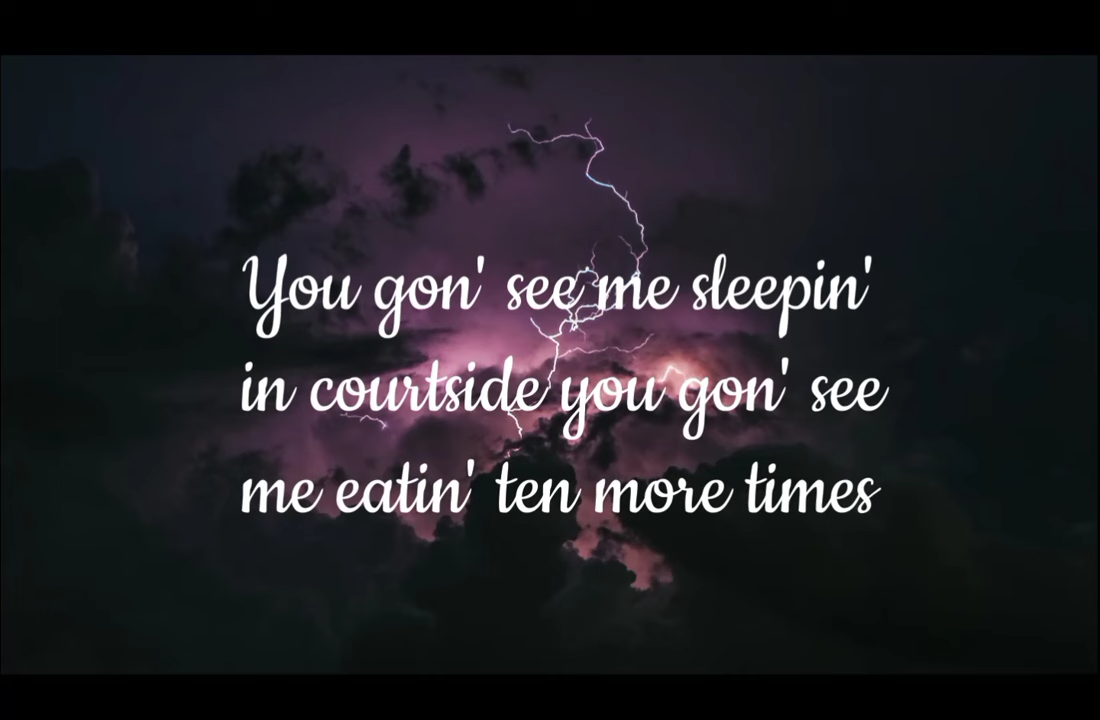 You gon' see me sleepin'
in courtside you gon' see
me eatin' ten more times